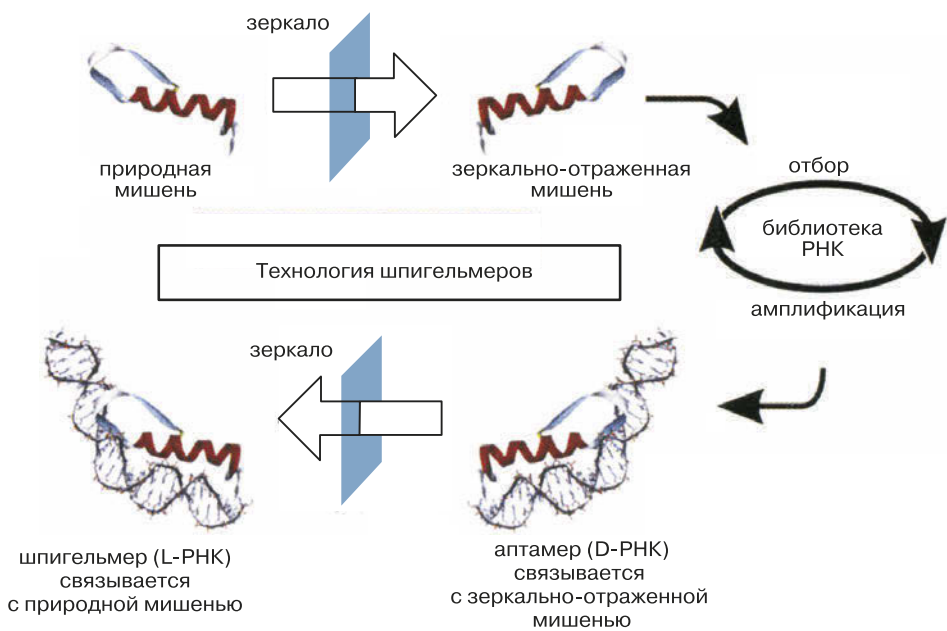 зеркало
природная
мишень
зеркально-отраженная
мишень
отбор
библиотека
РНК
амплификация
Технология шпигельмеров
зеркало
шпигельмер (L-РНК)
связывается
с природной мишенью
аптамер (D-РНК)
связывается
с зеркально-отраженной
мишенью